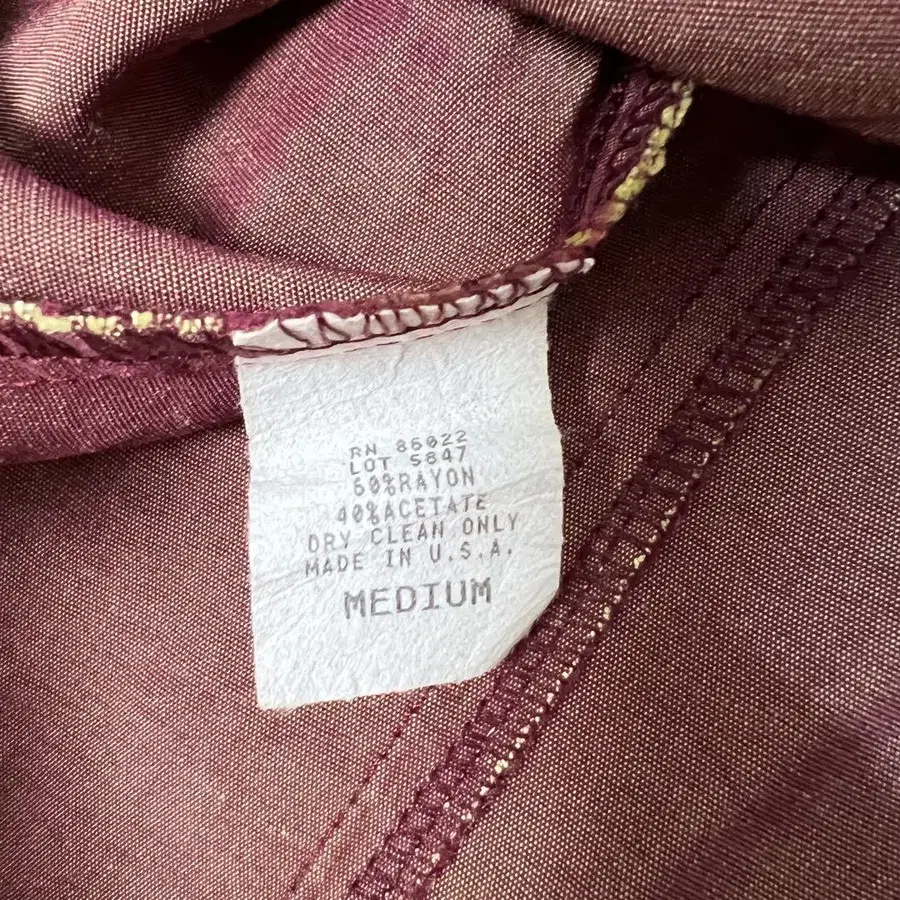 RN 86022
LOT 5847
60%RAYON
40%ACETATE
DRY CLEAN ONLY
MADE IN U.S.A.
MEDIUM